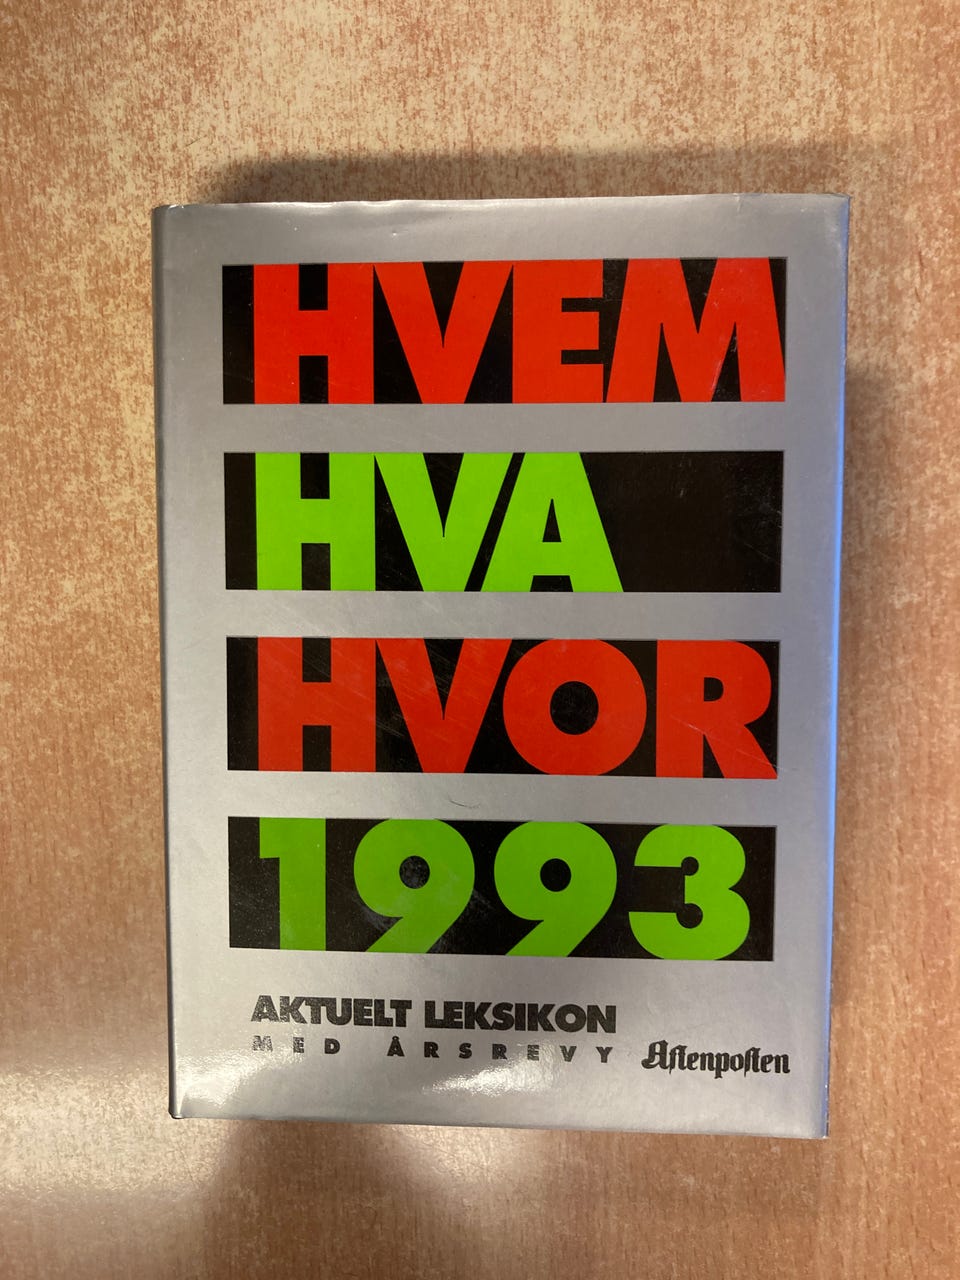 HVEM
HVA
HVOR
1993
AKTUELT LEKSIKON
MED ÅRSREVY
Aftenposten